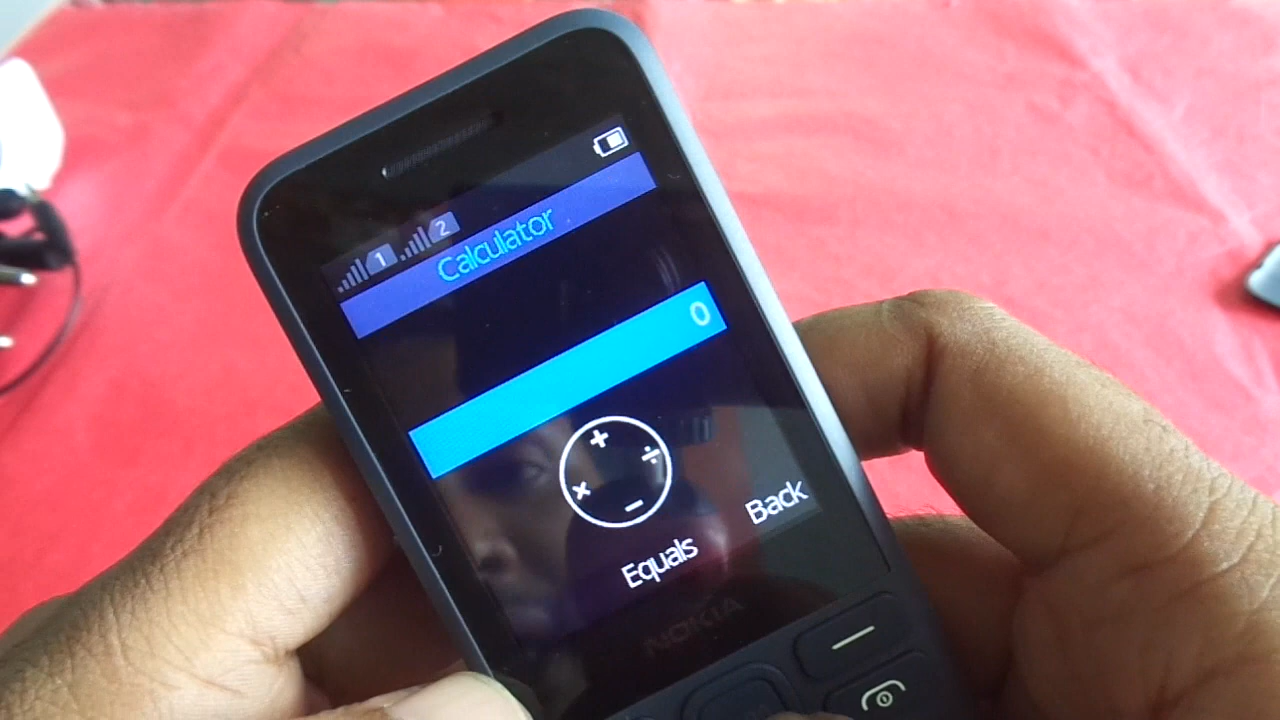 1 2
Calculator
0
+
÷
×
−
Equals
Back
NOKIA